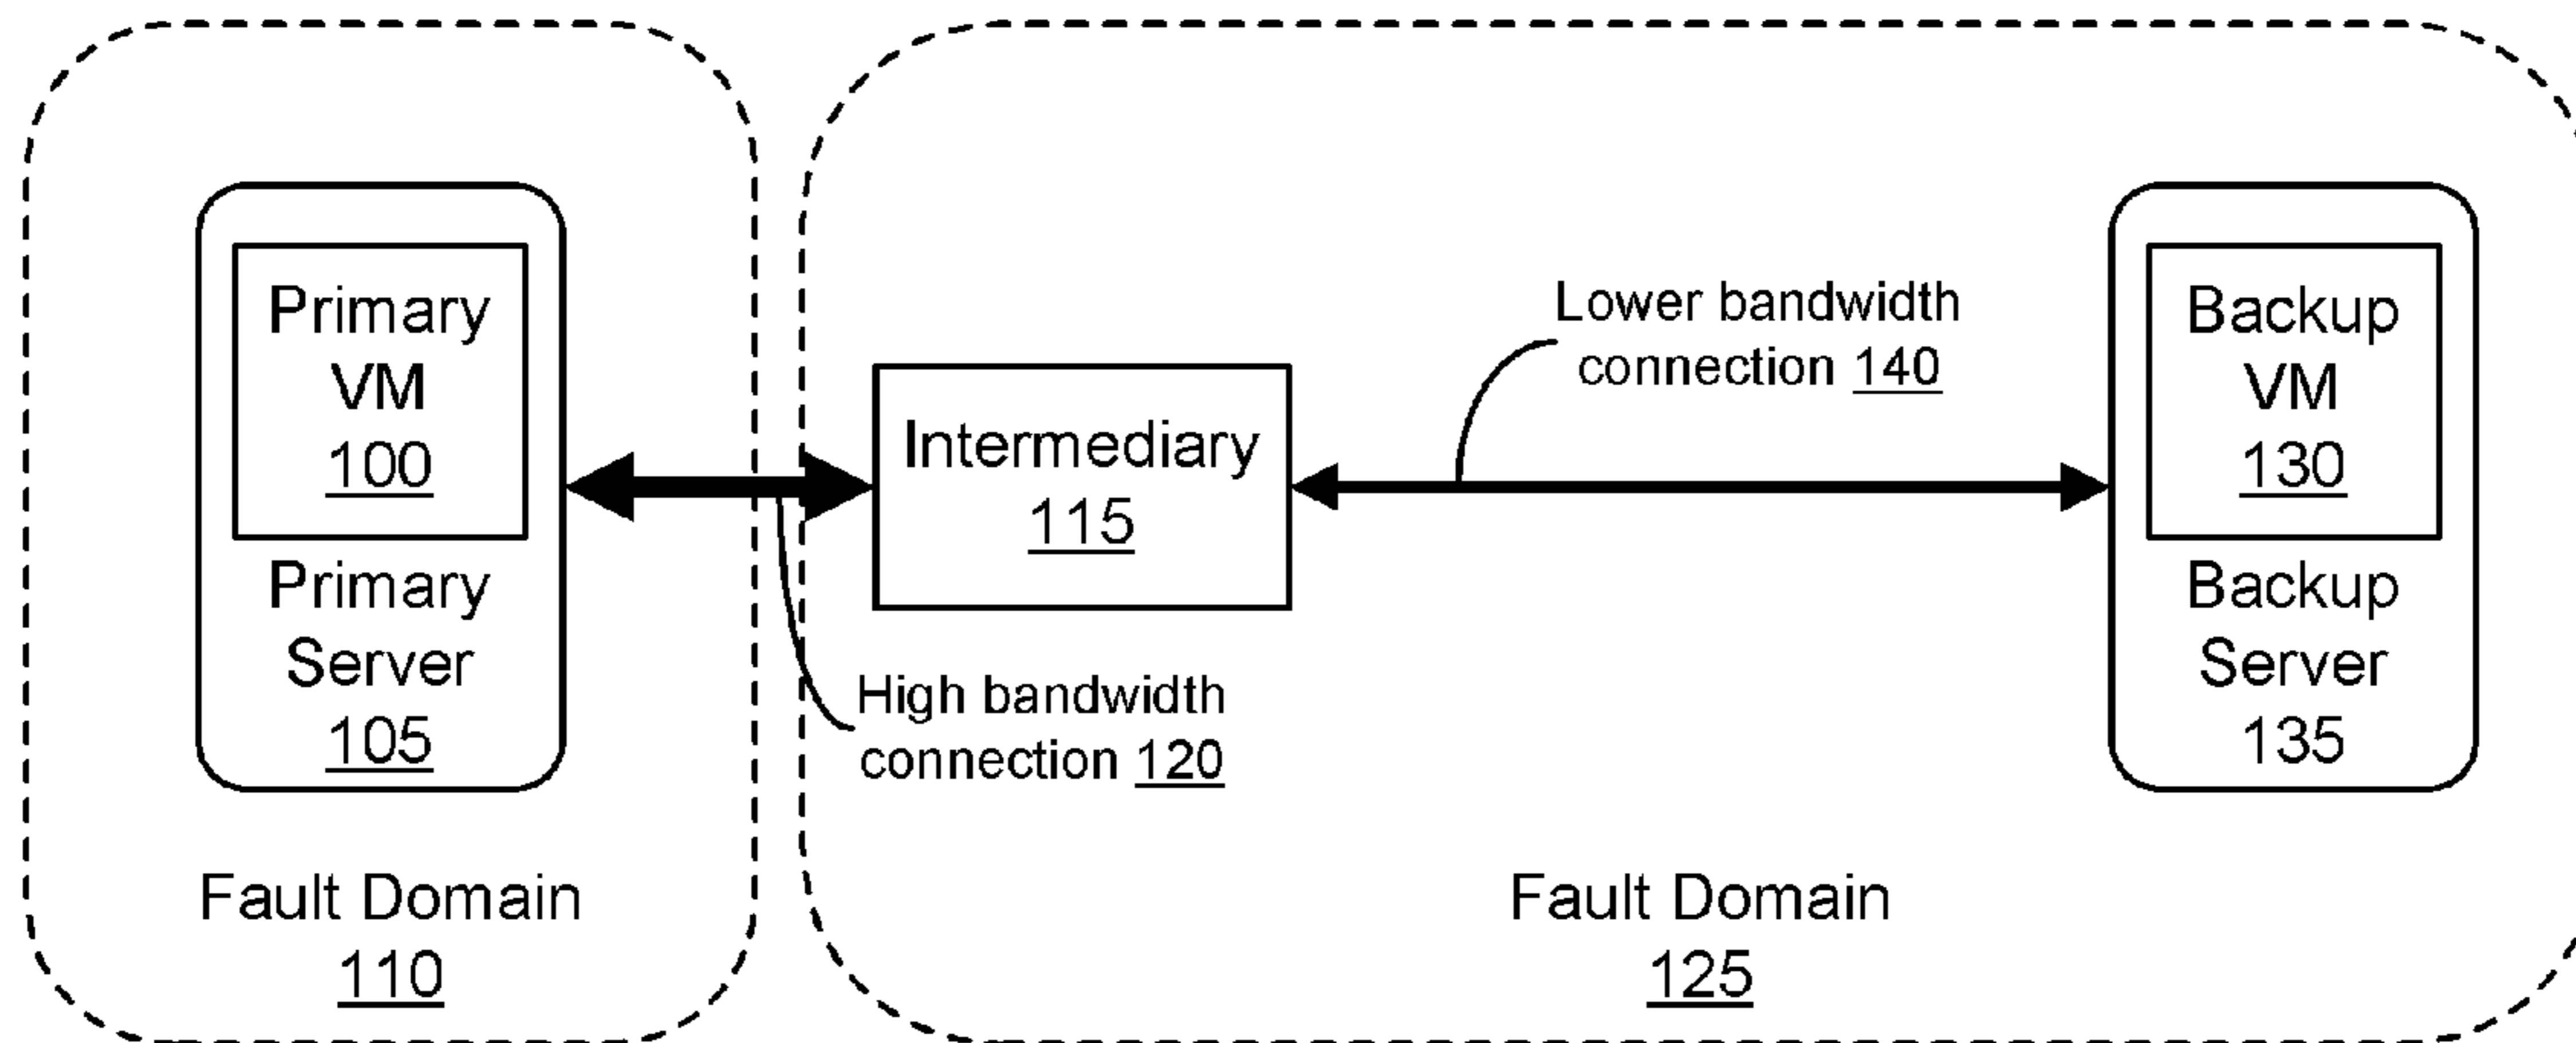 Primary
VM
100
Primary
Server
105
Fault Domain
110
Intermediary
115
High bandwidth
connection 120
Lower bandwidth
connection 140
Backup
VM
130
Backup
Server
135
Fault Domain
125